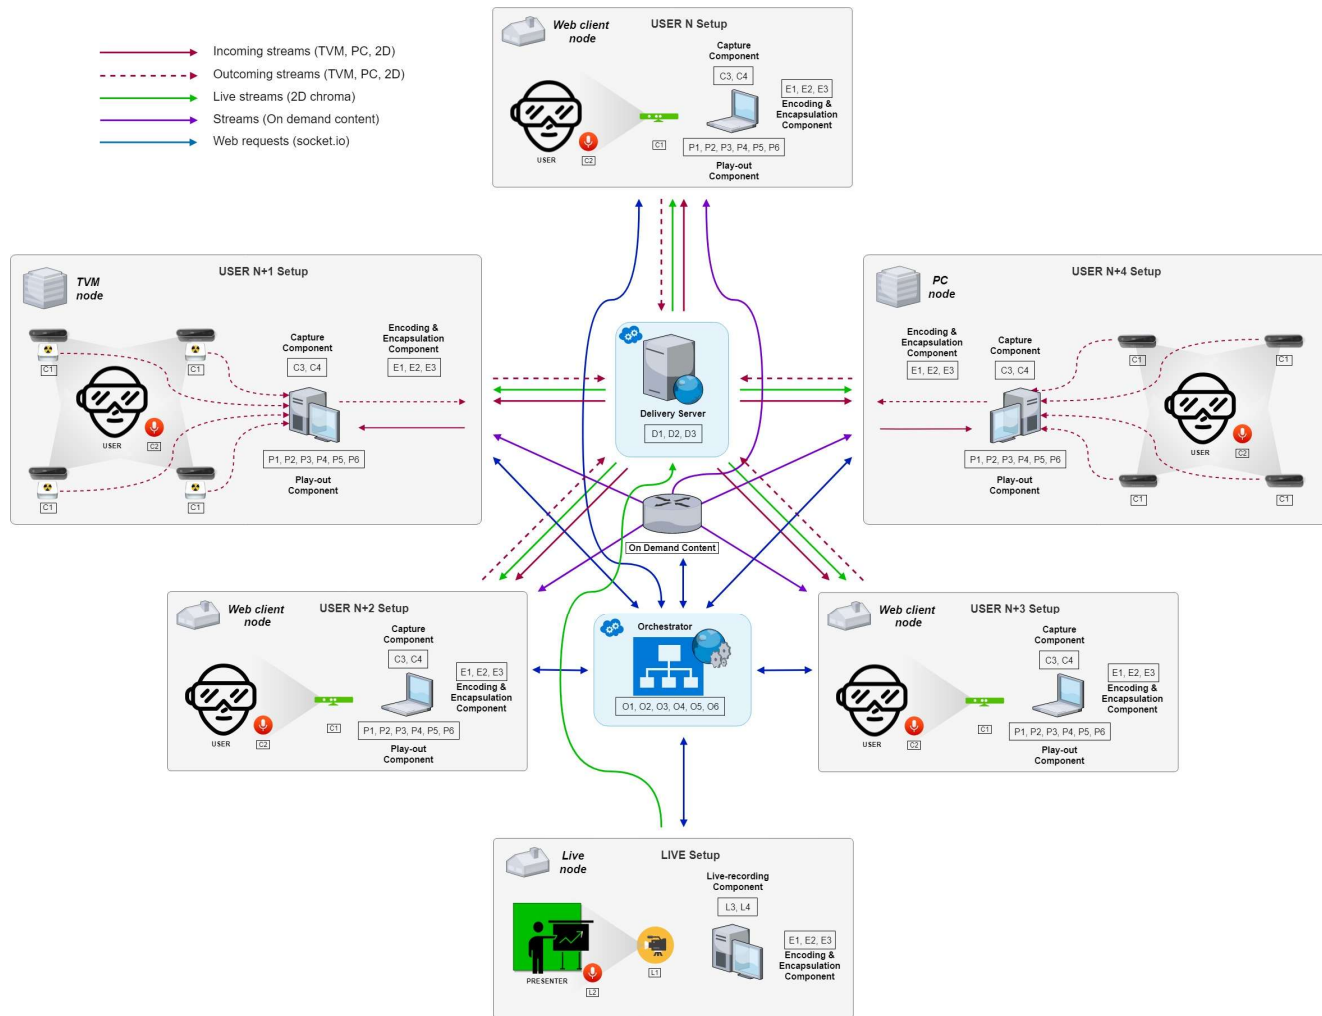 Incoming streams (TVM, PC, 2D)
Outcoming streams (TVM, PC, 2D)
Live streams (2D chroma)
Streams (On demand content)
Web requests (socket.io)
Web client
node
USER N Setup
Capture
Component
C3, C4
E1, E2, E3
Encoding &
Encapsulation
Component
USER
C2
C1
P1, P2, P3, P4, P5, P6
Play-out
Component
TVM
node
USER N+1 Setup
Encoding &
Encapsulation
Component
Capture
Component
C3, C4
E1, E2, E3
C1
C1
USER
C2
P1, P2, P3, P4, P5, P6
Play-out
Component
C1
C1
Delivery Server
D1, D2, D3
PC
node
USER N+4 Setup
Encoding &
Encapsulation
Component
Capture
Component
E1, E2, E3
C3, C4
C1
C1
USER
C2
P1, P2, P3, P4, P5, P6
Play-out
Component
C1
C1
On Demand Content
Web client
node
USER N+2 Setup
Capture
Component
C3, C4
E1, E2, E3
Encoding &
Encapsulation
Component
USER
C2
C1
P1, P2, P3, P4, P5, P6
Play-out
Component
Orchestrator
O1, O2, O3, O4, O5, O6
Web client
node
USER N+3 Setup
Capture
Component
C3, C4
E1, E2, E3
Encoding &
Encapsulation
Component
USER
C2
C1
P1, P2, P3, P4, P5, P6
Play-out
Component
Live
node
LIVE Setup
Live-recording
Component
L3, L4
E1, E2, E3
Encoding &
Encapsulation
Component
PRESENTER
L2
L1